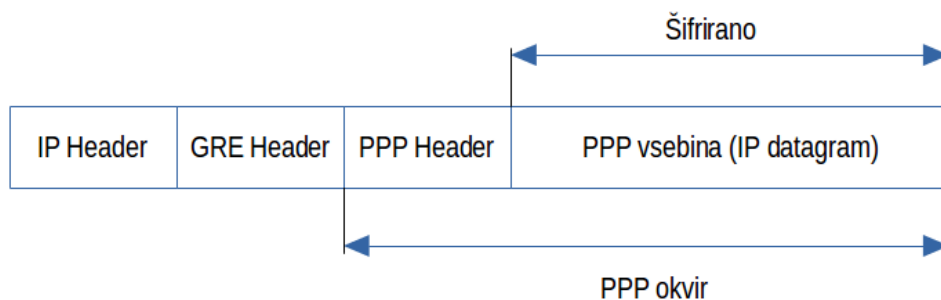 Šifrirano
IP Header GRE Header PPP Header PPP vsebina (IP datagram)
PPP okvir